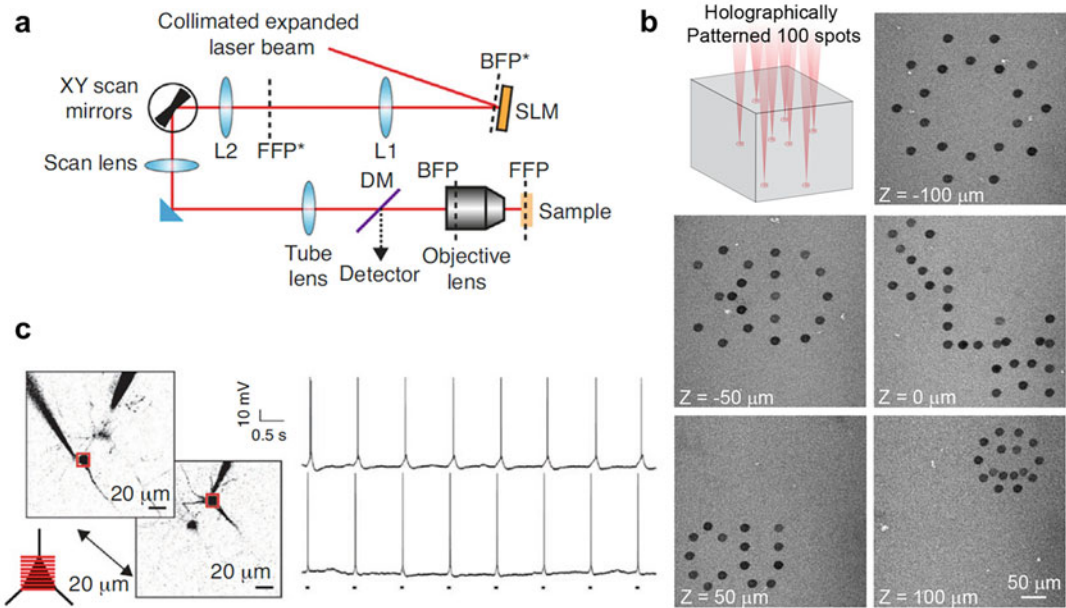 a
Collimated expanded
laser beam
BFP*
XY scan
mirrors
SLM
L2
FFP*
L1
Scan lens
DM
BFP
FFP
Sample
Tube
lens
Detector
Objective
lens
b
Holographically
Patterned 100 spots
Z = -100 µm
Z = -50 µm
Z = 0 µm
Z = 50 µm
Z = 100 µm
50 µm
c
20 µm
20 µm
20 µm
10 mV
0.5 s